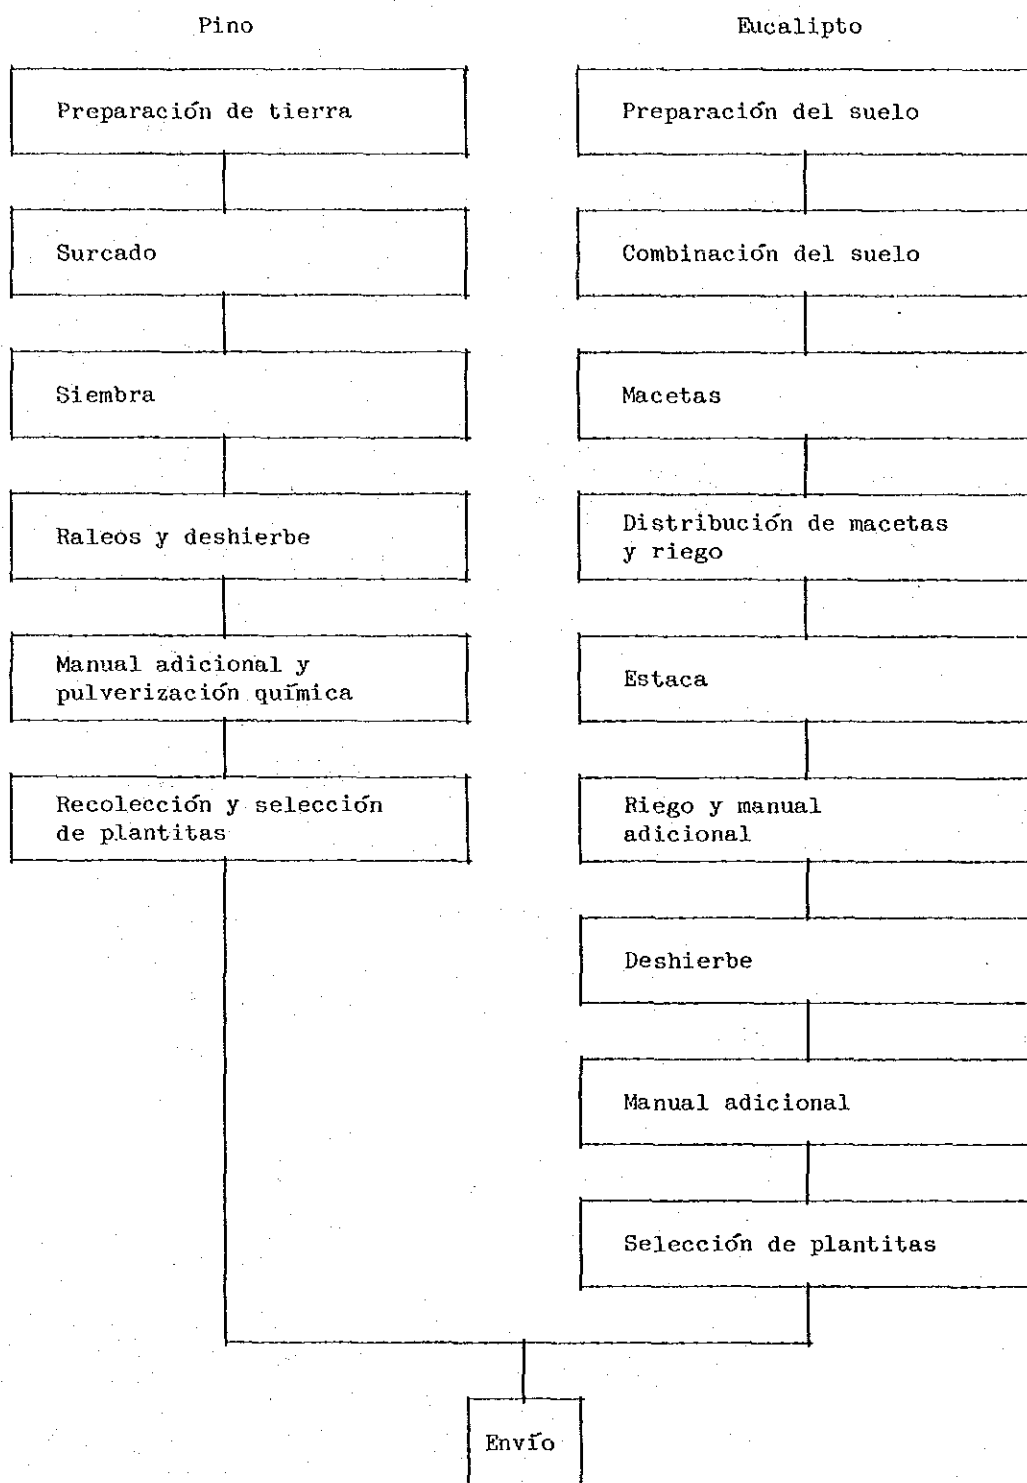 Pino
Preparación de tierra
Surcado
Siembra
Raleos y deshierbe
Manual adicional y
pulverización química
Recolección y selección
de plantitas
Eucalipto
Preparación del suelo
Combinación del suelo
Macetas
Distribución de macetas
y riego
Estaca
Riego y manual
adicional
Deshierbe
Manual adicional
Selección de plantitas
Envío